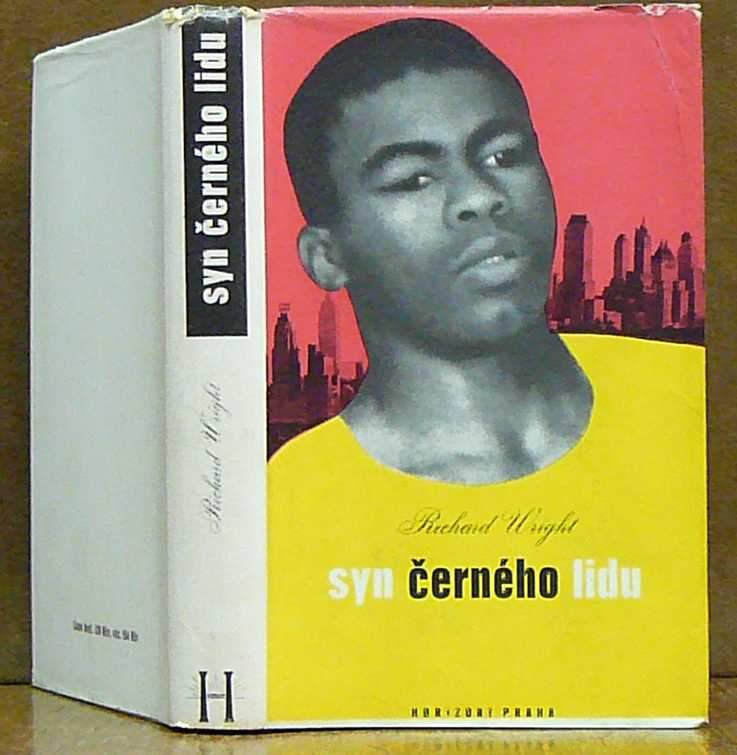 syn černého lidu
Richard Wright
H
Richard Wright
syn černého lidu
HORIZONT PRAHA